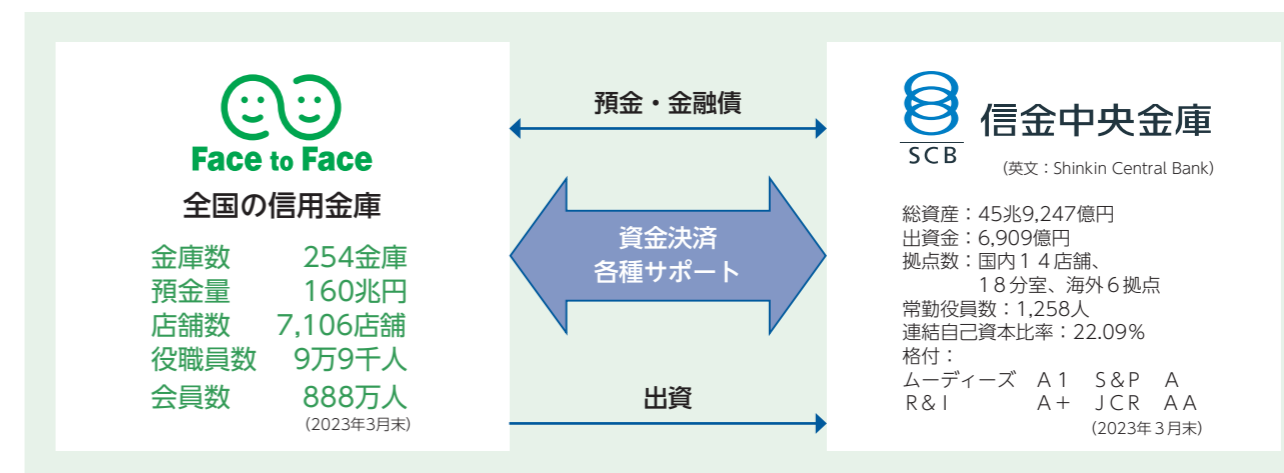 Face to Face
全国の信用金庫
金庫数 254金庫
預金量 160兆円
店舗数 7,106店舗
役職員数 9万9千人
会員数 888万人
(2023年3月末)
預金・金融債
資金決済
各種サポート
出資
SCB
信金中央金庫
(英文：Shinkin Central Bank)
総資産：45兆9,247億円
出資金：6,909億円
拠点数：国内１４店舗、
１８分室、海外６拠点
常勤役員数：1,258人
連結自己資本比率：22.09%
格付：
ムーディーズ Ａ１ Ｓ＆Ｐ Ａ
Ｒ＆Ｉ Ａ＋ ＪＣＲ ＡＡ
(2023年３月末)